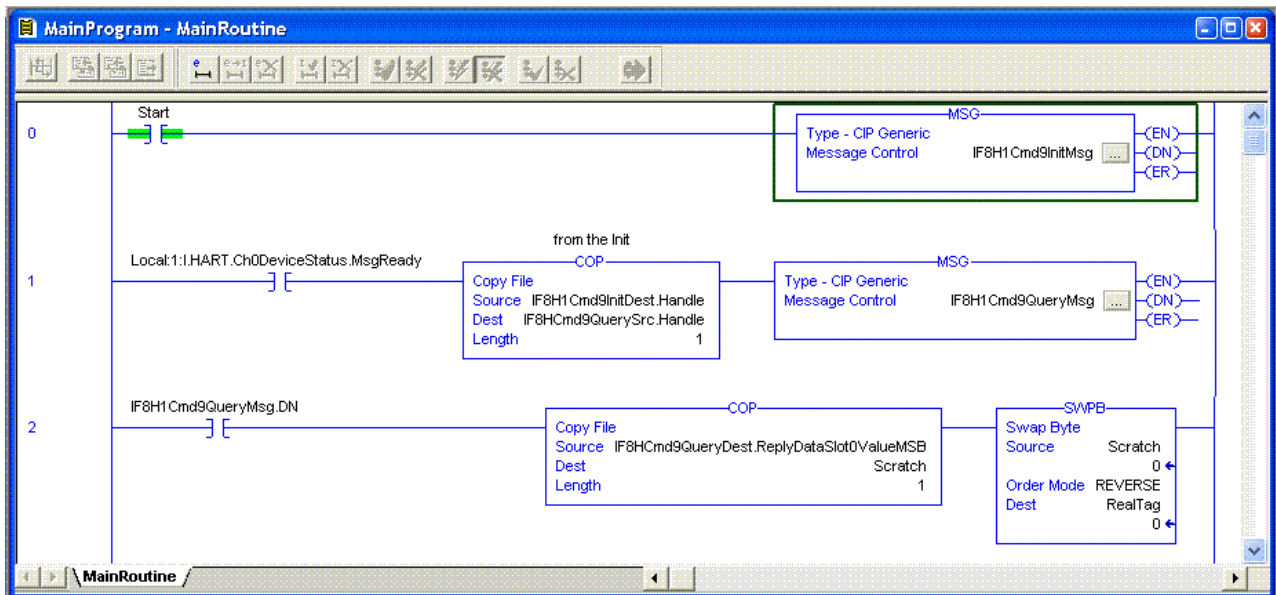 MainProgram - MainRoutine
Start
0
MSG
Type - CIP Generic
Message Control IF8H1Cmd9InitMsg ...
EN
DN
ER
from the Init
Local:1:I.HART.Ch0DeviceStatus.MsgReady
1
COP
Copy File
Source IF8H1Cmd9InitDest.Handle
Dest IF8HCmd9QuerySrc.Handle
Length 1
MSG
Type - CIP Generic
Message Control IF8H1Cmd9QueryMsg ...
EN
DN
ER
IF8H1Cmd9QueryMsg.DN
2
COP
Copy File
Source IF8HCmd9QueryDest.ReplyDataSlot0ValueMSB
Dest Scratch
Length 1
SWPB
Swap Byte
Source Scratch
0
Order Mode REVERSE
Dest RealTag
0
MainRoutine